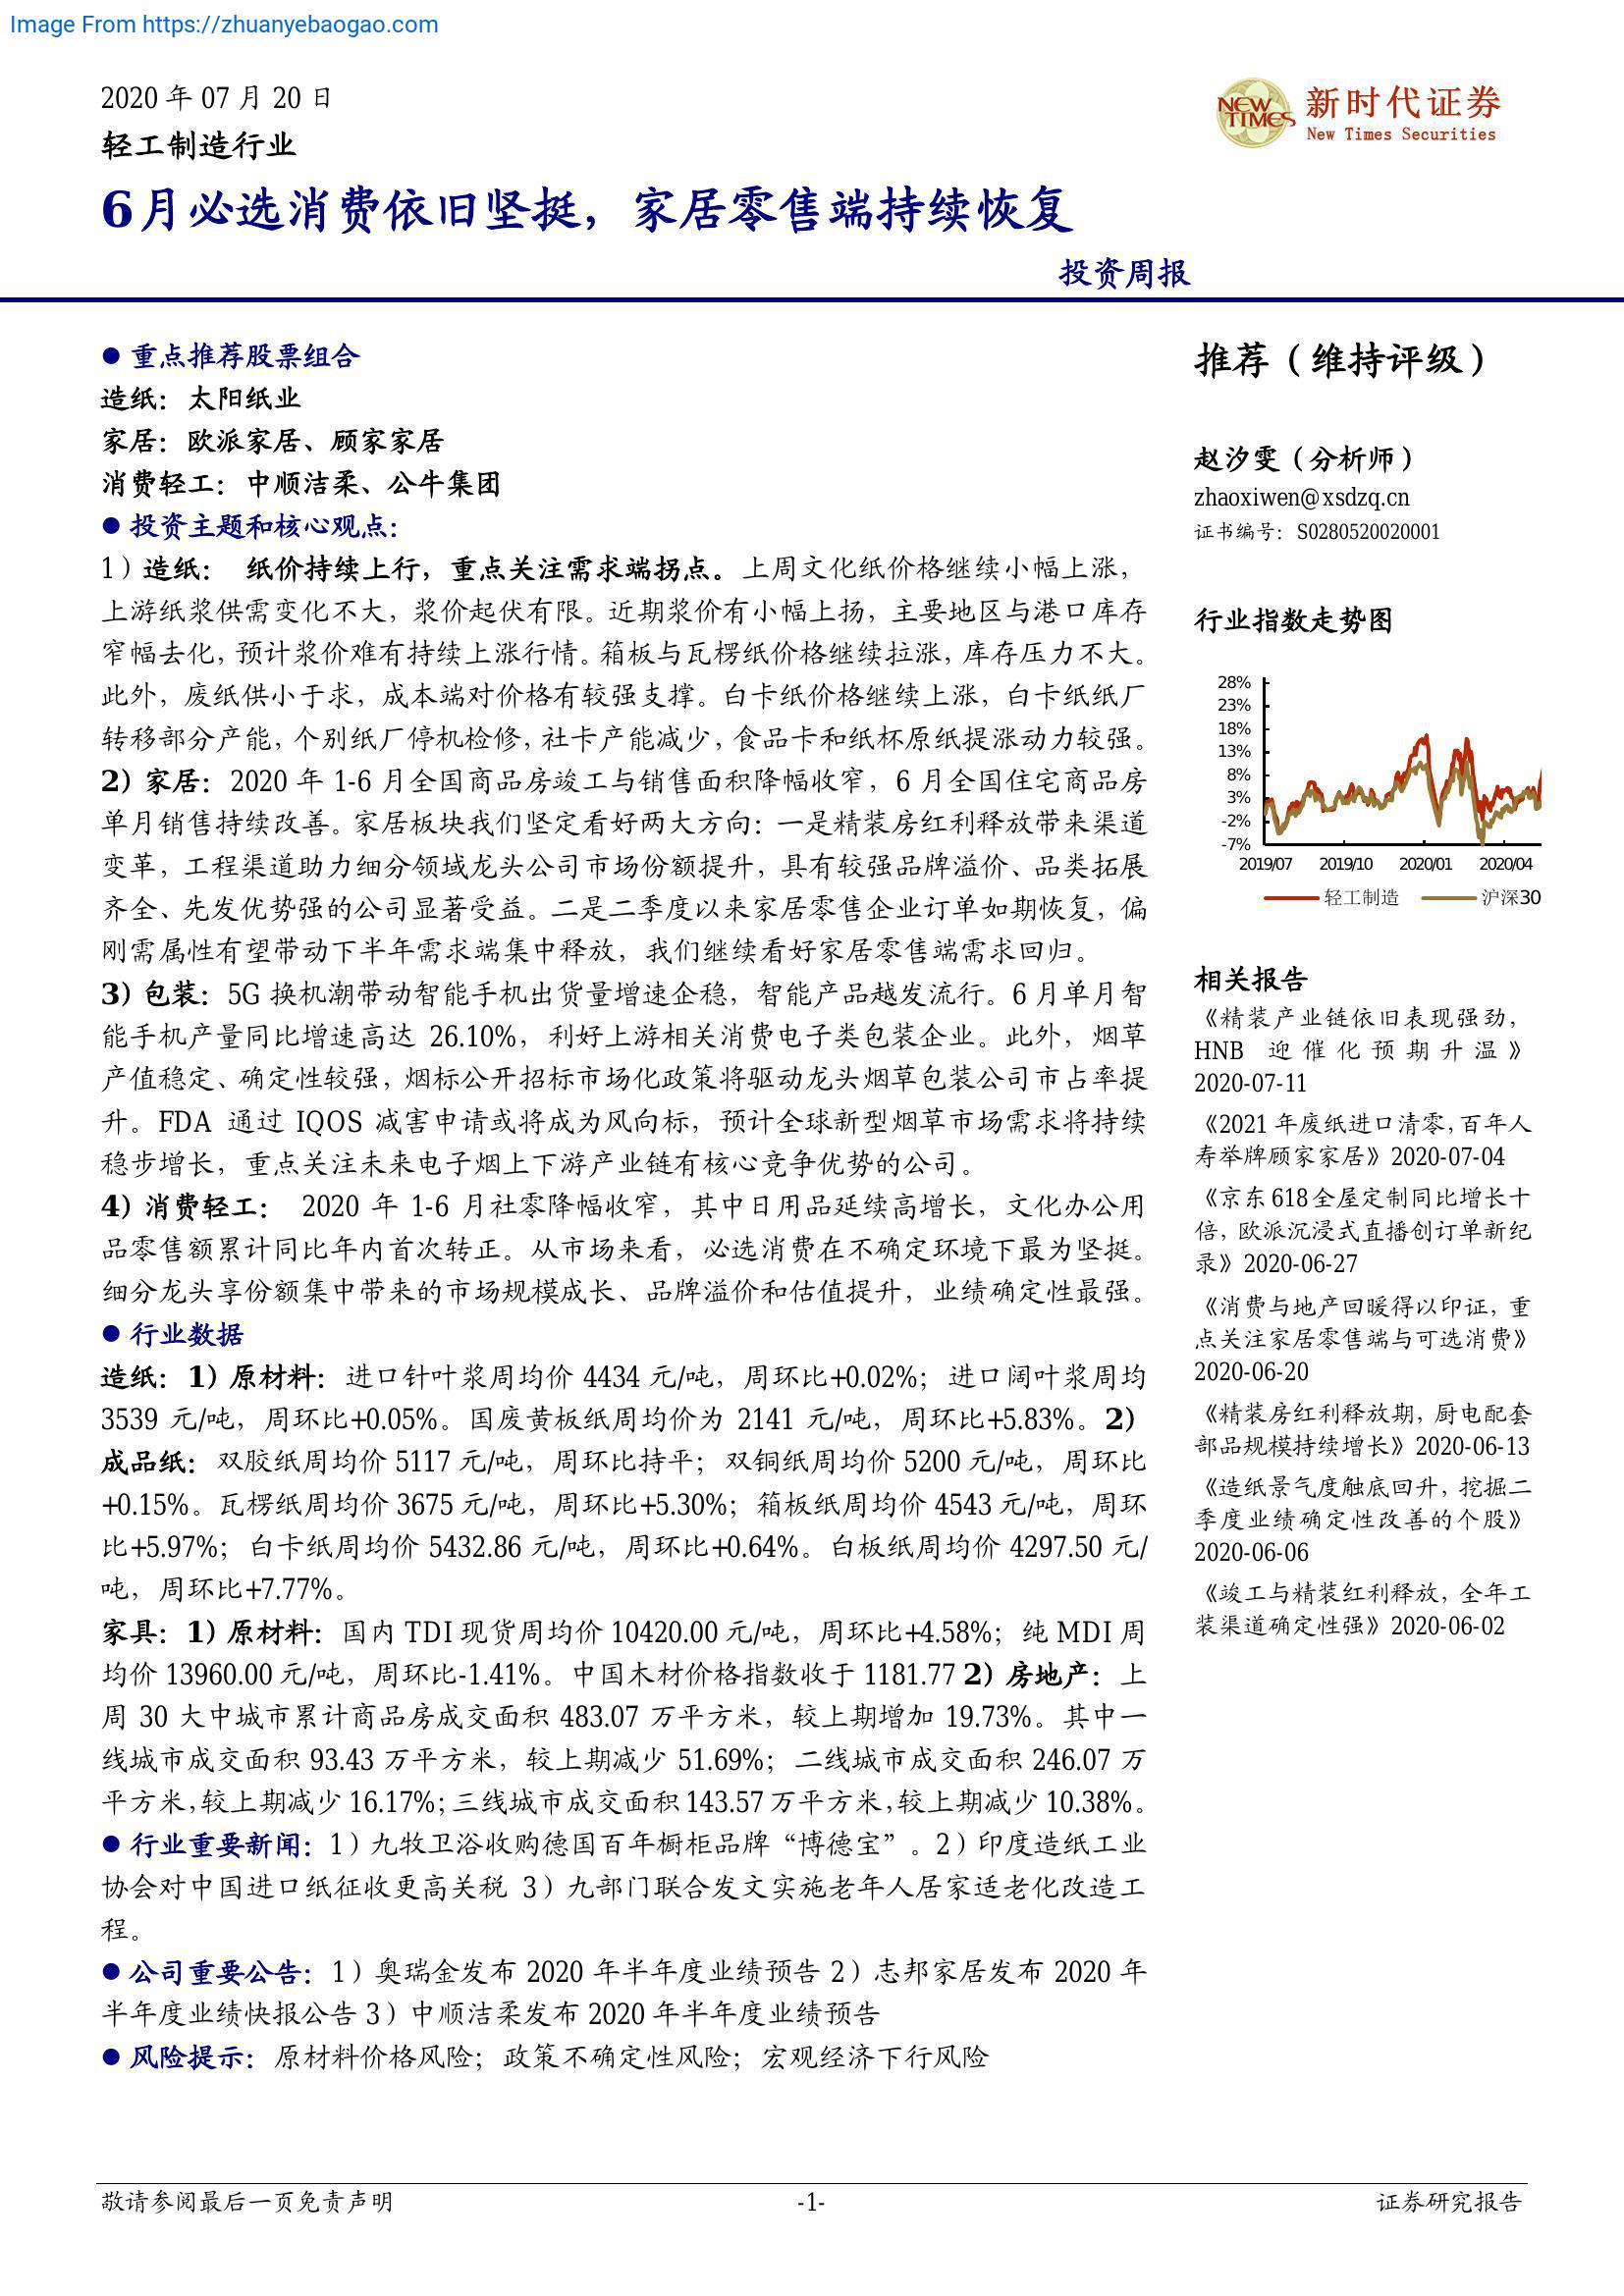 Image From https://zhuanyebaogao.com
2020 年 07 月 20 日
NEW TIMES
新时代证券
New Times Securities
轻工制造行业
6月必选消费依旧坚挺，家居零售端持续恢复
投资周报
●重点推荐股票组合
造纸：太阳纸业
家居：欧派家居、顾家家居
消费轻工：中顺洁柔、公牛集团
●投资主题和核心观点：
1）造纸： 纸价持续上行，重点关注需求端拐点。上周文化纸价格继续小幅上涨，
上游纸浆供需变化不大，浆价起伏有限。近期浆价有小幅上扬，主要地区与港口库存
窄幅去化，预计浆价难有持续上涨行情。箱板与瓦楞纸价格继续拉涨，库存压力不大。
此外，废纸供小于求，成本端对价格有较强支撑。白卡纸价格继续上涨，白卡纸纸厂
转移部分产能，个别纸厂停机检修，社卡产能减少，食品卡和纸杯原纸提涨动力较强。
2）家居：2020 年 1-6 月全国商品房竣工与销售面积降幅收窄，6 月全国住宅商品房
单月销售持续改善。家居板块我们坚定看好两大方向：一是精装房红利释放带来渠道
变革，工程渠道助力细分领域龙头公司市场份额提升，具有较强品牌溢价、品类拓展
齐全、先发优势强的公司显著受益。二是二季度以来家居零售企业订单如期恢复，偏
刚需属性有望带动下半年需求端集中释放，我们继续看好家居零售端需求回归。
3）包装：5G 换机潮带动智能手机出货量增速企稳，智能产品越发流行。6 月单月智
能手机产量同比增速高达 26.10%，利好上游相关消费电子类包装企业。此外，烟草
产值稳定、确定性较强，烟标公开招标市场化政策将驱动龙头烟草包装公司市占率提
升。FDA 通过 IQOS 减害申请或将成为风向标，预计全球新型烟草市场需求将持续
稳步增长，重点关注未来电子烟上下游产业链有核心竞争优势的公司。
4）消费轻工： 2020 年 1-6 月社零降幅收窄，其中日用品延续高增长，文化办公用
品零售额累计同比年内首次转正。从市场来看，必选消费在不确定环境下最为坚挺。
细分龙头享份额集中带来的市场规模成长、品牌溢价和估值提升，业绩确定性最强。
●行业数据
造纸：1）原材料：进口针叶浆周均价 4434 元/吨，周环比+0.02%；进口阔叶浆周均
3539 元/吨，周环比+0.05%。国废黄板纸周均价为 2141 元/吨，周环比+5.83%。2）
成品纸：双胶纸周均价 5117 元/吨，周环比持平；双铜纸周均价 5200 元/吨，周环比
+0.15%。瓦楞纸周均价 3675 元/吨，周环比+5.30%；箱板纸周均价 4543 元/吨，周环
比+5.97%；白卡纸周均价 5432.86 元/吨，周环比+0.64%。白板纸周均价 4297.50 元/
吨，周环比+7.77%。
家具：1）原材料：国内 TDI 现货周均价 10420.00 元/吨，周环比+4.58%；纯 MDI 周
均价 13960.00 元/吨，周环比-1.41%。中国木材价格指数收于 1181.77 2）房地产：上
周 30 大中城市累计商品房成交面积 483.07 万平方米，较上期增加 19.73%。其中一
线城市成交面积 93.43 万平方米，较上期减少 51.69%；二线城市成交面积 246.07 万
平方米，较上期减少 16.17%；三线城市成交面积 143.57 万平方米，较上期减少 10.38%。
●行业重要新闻：1）九牧卫浴收购德国百年橱柜品牌“博德宝”。2）印度造纸工业
协会对中国进口纸征收更高关税 3）九部门联合发文实施老年人居家适老化改造工
程。
●公司重要公告：1）奥瑞金发布 2020 年半年度业绩预告 2）志邦家居发布 2020 年
半年度业绩快报公告 3）中顺洁柔发布 2020 年半年度业绩预告
●风险提示：原材料价格风险；政策不确定性风险；宏观经济下行风险
推荐（维持评级）
赵汐雯（分析师）
zhaoxiwen@xsdzq.cn
证书编号：S0280520020001
行业指数走势图
28%
23%
18%
13%
8%
3%
-2%
-7%
2019/07 2019/10 2020/01 2020/04
轻工制造 沪深30
相关报告
《精装产业链依旧表现强劲，
HNB 迎催化预期升温》
2020-07-11
《2021 年废纸进口清零，百年人
寿举牌顾家家居》2020-07-04
《京东 618 全屋定制同比增长十
倍，欧派沉浸式直播创订单新纪
录》2020-06-27
《消费与地产回暖得以印证，重
点关注家居零售端与可选消费》
2020-06-20
《精装房红利释放期，厨电配套
部品规模持续增长》2020-06-13
《造纸景气度触底回升，挖掘二
季度业绩确定性改善的个股》
2020-06-06
《竣工与精装红利释放，全年工
装渠道确定性强》2020-06-02
敬请参阅最后一页免责声明
-1-
证券研究报告